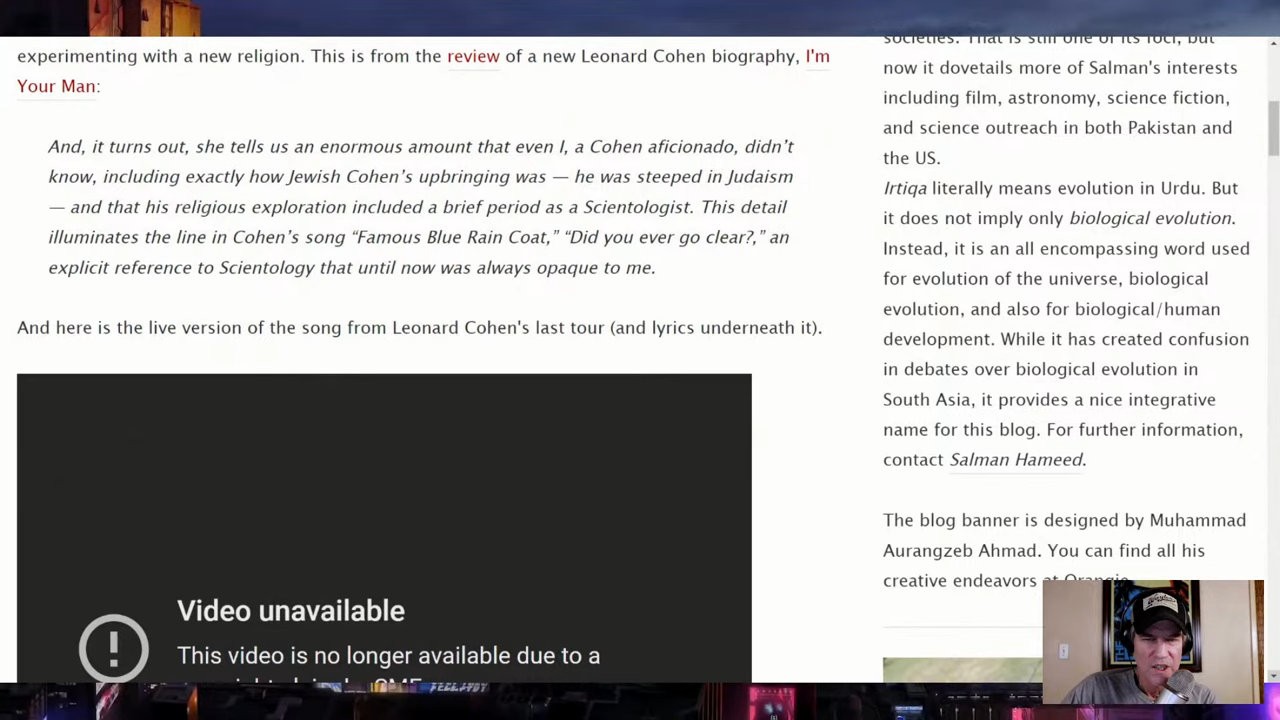 experimenting with a new religion. This is from the review of a new Leonard Cohen biography, I'm
Your Man:
And, it turns out, she tells us an enormous amount that even I, a Cohen aficionado, didn’t
know, including exactly how Jewish Cohen’s upbringing was — he was steeped in Judaism
— and that his religious exploration included a brief period as a Scientologist. This detail
illuminates the line in Cohen’s song “Famous Blue Rain Coat,” “Did you ever go clear?,” an
explicit reference to Scientology that until now was always opaque to me.
And here is the live version of the song from Leonard Cohen's last tour (and lyrics underneath it).
Video unavailable
This video is no longer available due to a
societies. That is still one of its foci, but
now it dovetails more of Salman's interests
including film, astronomy, science fiction,
and science outreach in both Pakistan and
the US.
Irtiqa literally means evolution in Urdu. But
it does not imply only biological evolution.
Instead, it is an all encompassing word used
for evolution of the universe, biological
evolution, and also for biological/human
development. While it has created confusion
in debates over biological evolution in
South Asia, it provides a nice integrative
name for this blog. For further information,
contact Salman Hameed.
The blog banner is designed by Muhammad
Aurangzeb Ahmad. You can find all his
creative endeavors at